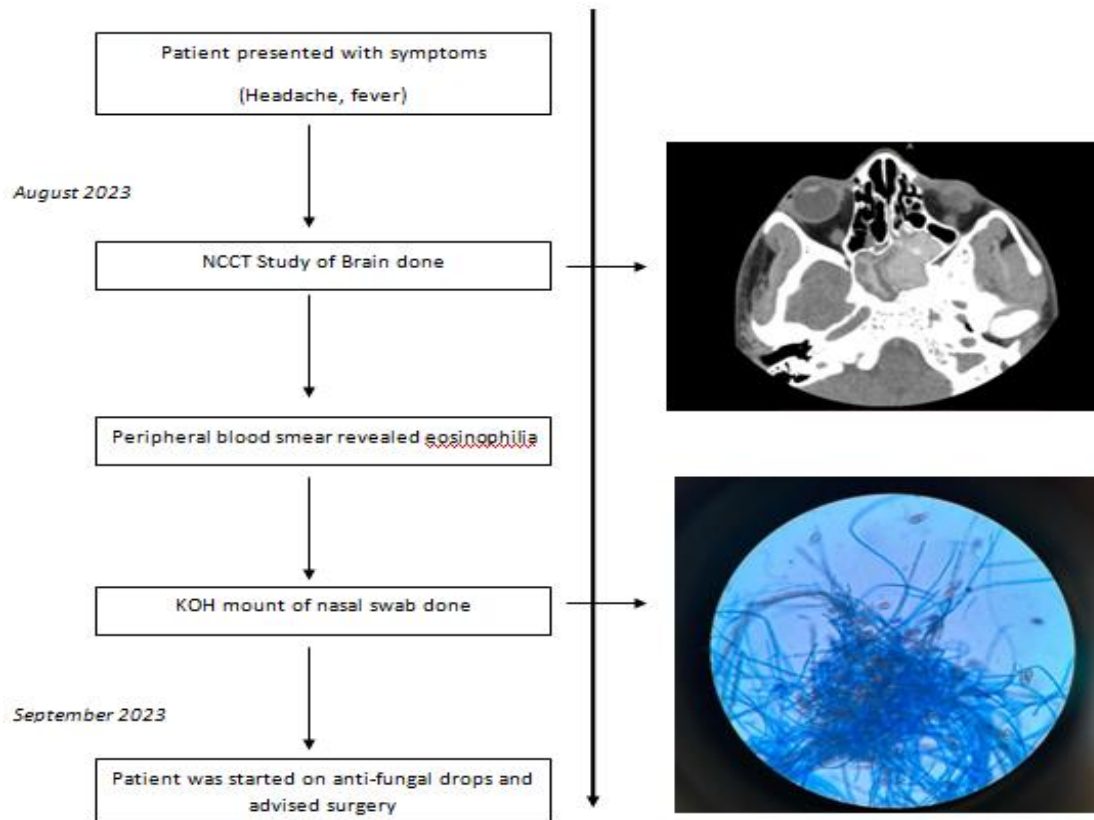 Patient presented with symptoms
(Headache, fever)
August 2023
NCCT Study of Brain done
Peripheral blood smear revealed eosinophilia
KOH mount of nasal swab done
September 2023
Patient was started on anti-fungal drops and
advised surgery